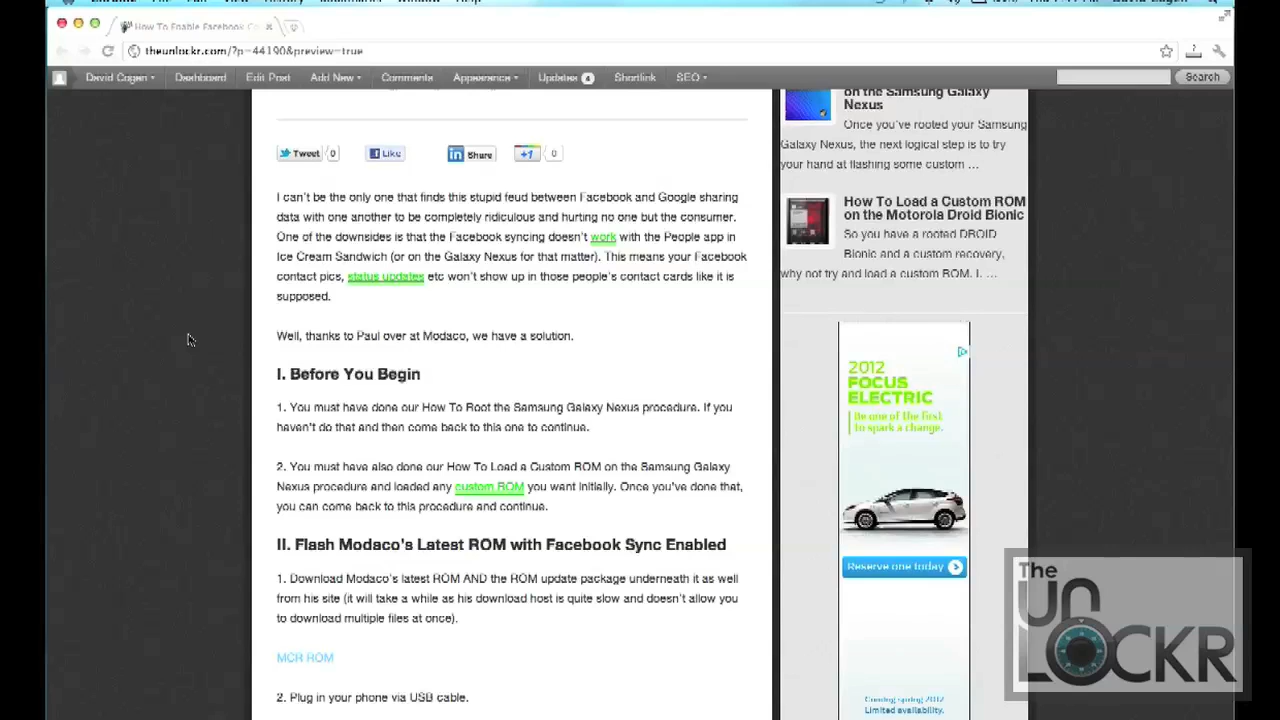 How To Enable Facebook C
theunlockr.com/?p=44190&preview=true
David Cogen Dashboard Edit Post Add New Comments Appearance Updates 4 Shortlink SEO Search
Tweet 0 Like Share +1 0
I can't be the only one that finds this stupid feud between Facebook and Google sharing
data with one another to be completely ridiculous and hurting no one but the consumer.
One of the downsides is that the Facebook syncing doesn't work with the People app in
Ice Cream Sandwich (or on the Galaxy Nexus for that matter). This means your Facebook
contact pics, status updates etc won't show up in those people's contact cards like it is
supposed.
Well, thanks to Paul over at Modaco, we have a solution.
I. Before You Begin
1. You must have done our How To Root the Samsung Galaxy Nexus procedure. If you
haven't do that and then come back to this one to continue.
2. You must have also done our How To Load a Custom ROM on the Samsung Galaxy
Nexus procedure and loaded any custom ROM you want initially. Once you've done that,
you can come back to this procedure and continue.
II. Flash Modaco's Latest ROM with Facebook Sync Enabled
1. Download Modaco's latest ROM AND the ROM update package underneath it as well
from his site (it will take a while as his download host is quite slow and doesn't allow you
to download multiple files at once).
MCR ROM
2. Plug in your phone via USB cable.
on the Samsung Galaxy
Nexus
Once you've rooted your Samsung
Galaxy Nexus, the next logical step is to try
your hand at flashing some custom ...
How To Load a Custom ROM
on the Motorola Droid Bionic
So you have a rooted DROID
Bionic and a custom recovery,
why not try and load a custom ROM. I. ...
2012
FOCUS
ELECTRIC
Be one of the first
to spark a change.
Reserve one today
Coming spring 2012
Limited availability.
The
UN
LOCKR